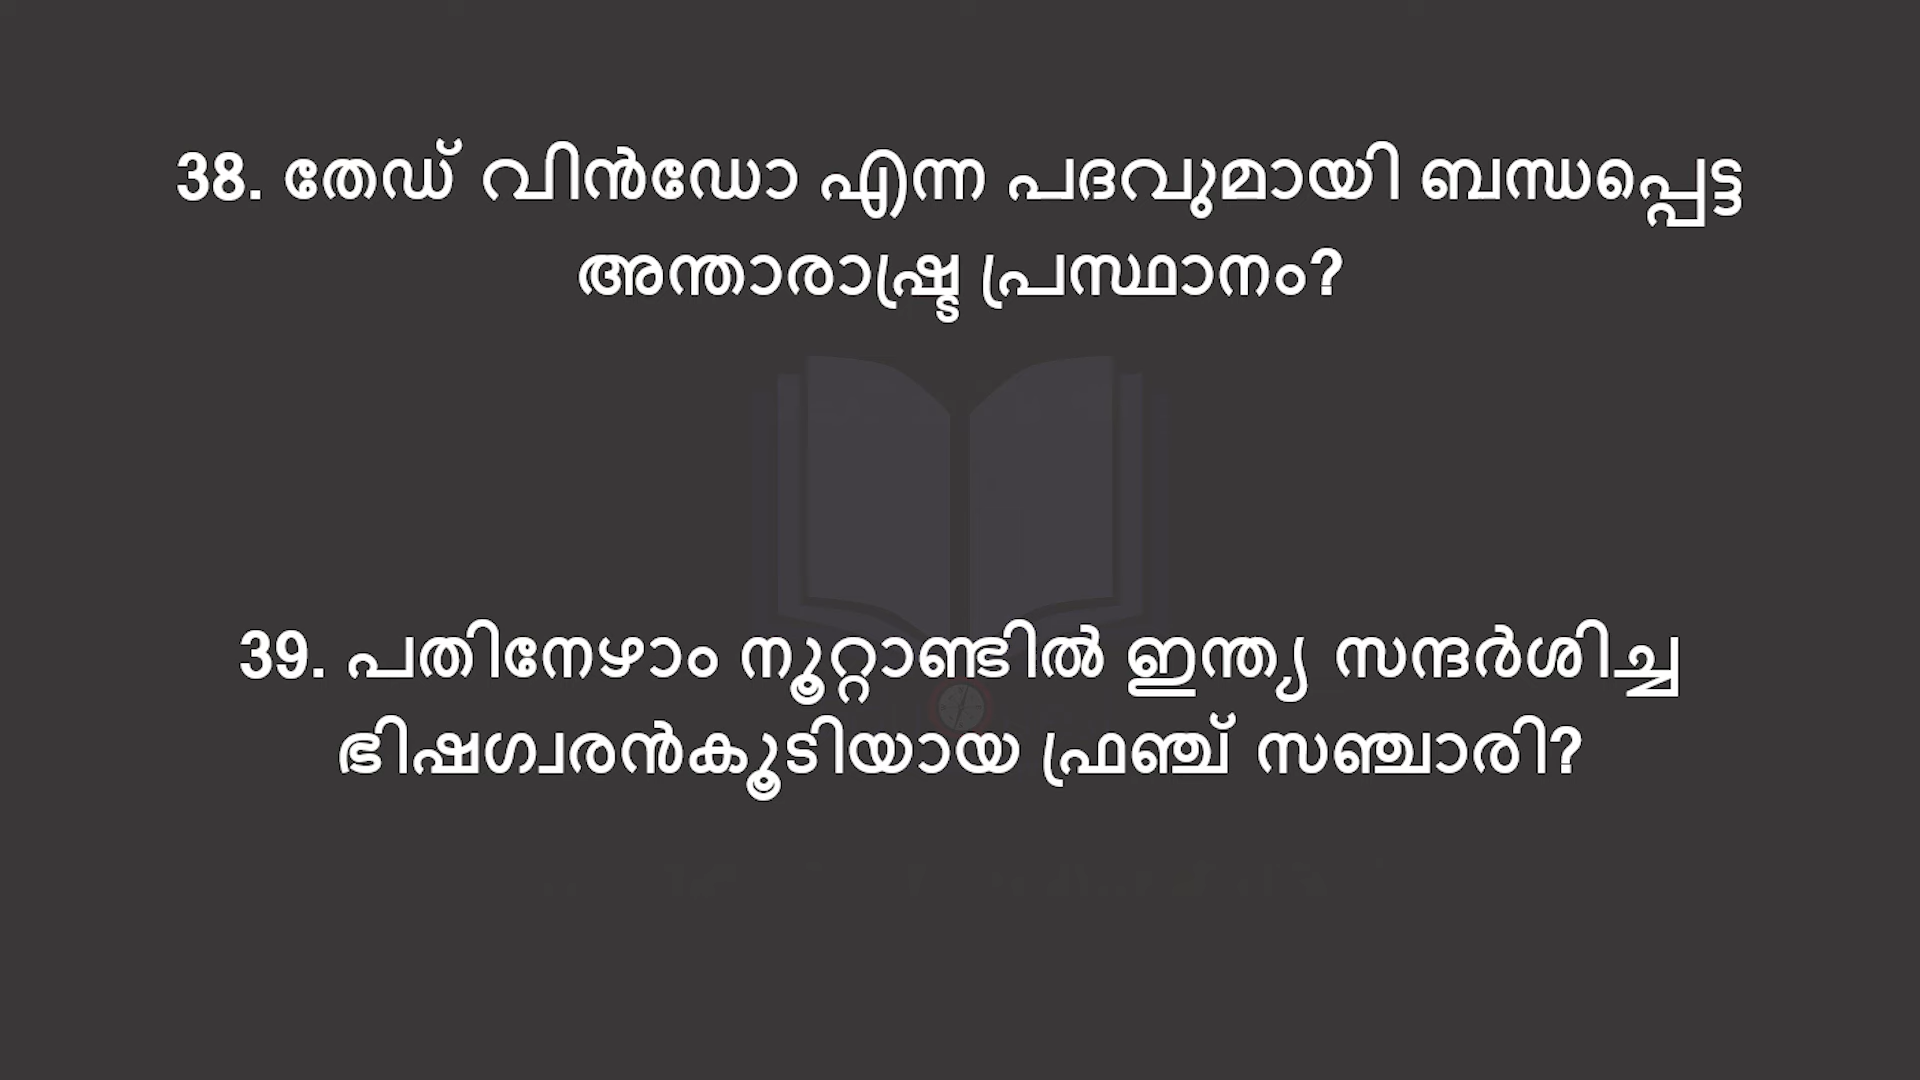 38. തേഡ് വിൻഡോ എന്ന പദവുമായി ബന്ധപ്പെട്ട
അന്താരാഷ്ട്ര പ്രസ്ഥാനം?
39. പതിനേഴാം നൂറ്റാണ്ടിൽ ഇന്ത്യ സന്ദർശിച്ച
ഭിഷഗ്വരൻകൂടിയായ ഫ്രഞ്ച് സഞ്ചാരി?